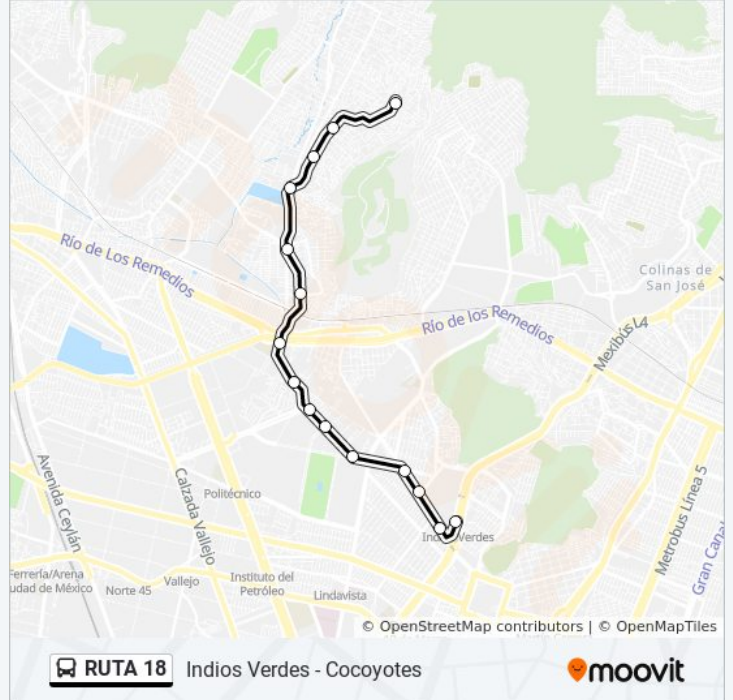 Río de Los Remedios
Colinas de
San José
Río de los Remedios
Mexibús L4
Avenida Ceylán
Calzada Vallejo
Politécnico
Metrobus Línea 5
Gran Canal
Indios Verdes
Ferrería/Arena
udad de México
Norte 45
Vallejo
Instituto del
Petróleo
Lindavista
© OpenStreetMap contributors | © OpenMapTiles
RUTA 18
Indios Verdes - Cocoyotes
moovit